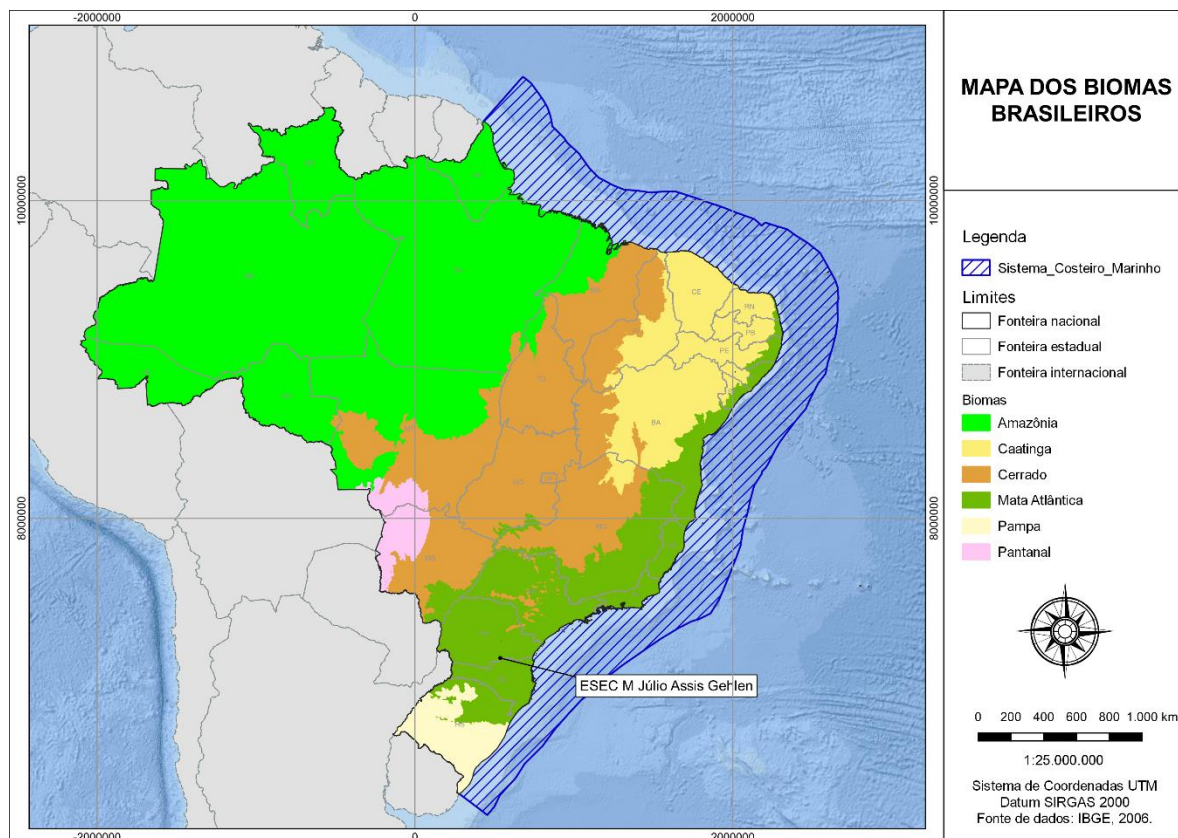 -2000000 0 2000000
MAPA DOS BIOMAS
BRASILEIROS
10000000
10000000
8000000
8000000
CE
RN
PB
PE
BA
ESEC M Júlio Assis Gehlen
-2000000 0 2000000
Legenda
Sistema_Costeiro_Marinho
Limites
Fonteira nacional
Fonteira estadual
Fonteira internacional
Biomas
Amazônia
Caatinga
Cerrado
Mata Atlântica
Pampa
Pantanal
0 200 400 600 800 1.000 km
1:25.000.000
Sistema de Coordenadas UTM
Datum SIRGAS 2000
Fonte de dados: IBGE, 2006.